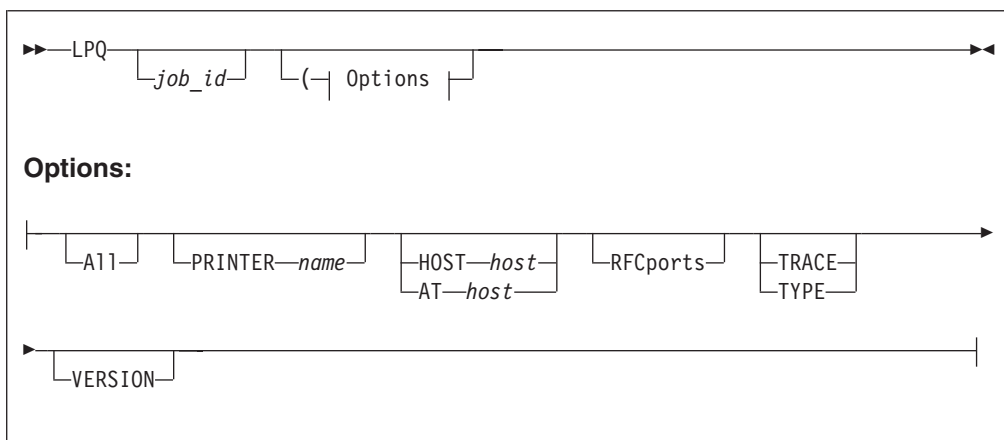 LPQ
job_id ( Options
Options:
All PRINTER name HOST host RFCports TRACE
AT host TYPE
VERSION